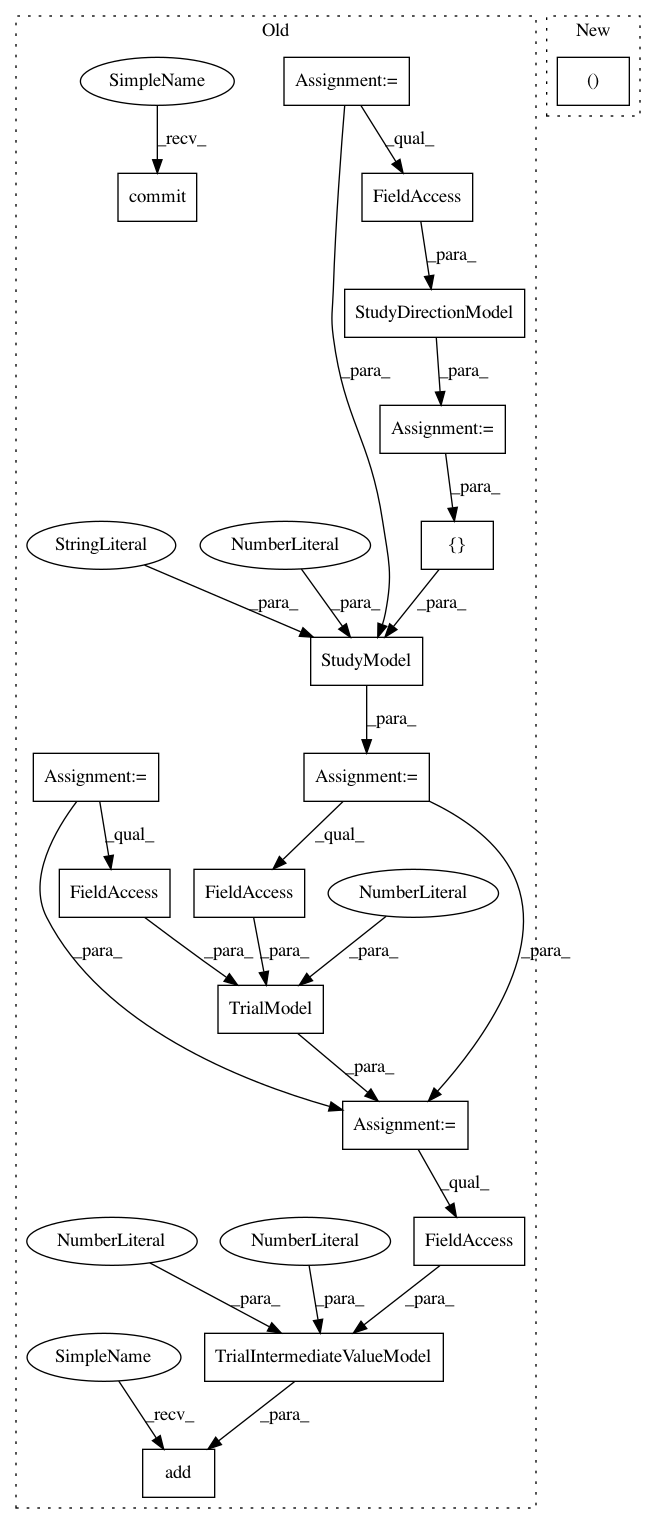 Old
New
SimpleName
Assignment:=
()
_recv_
_qual_
commit
FieldAccess
_para_
StudyDirectionModel
_para_
_para_
Assignment:=
_para_
StringLiteral
NumberLiteral
{}
_para_
_para_
_para_
StudyModel
_para_
Assignment:=
Assignment:=
_qual_
_qual_
FieldAccess
FieldAccess
NumberLiteral
_para_
_para_
_para_
_para_
_para_
TrialModel
_para_
Assignment:=
_qual_
NumberLiteral
NumberLiteral
FieldAccess
_para_
_para_
_para_
SimpleName
TrialIntermediateValueModel
_recv_
_para_
add